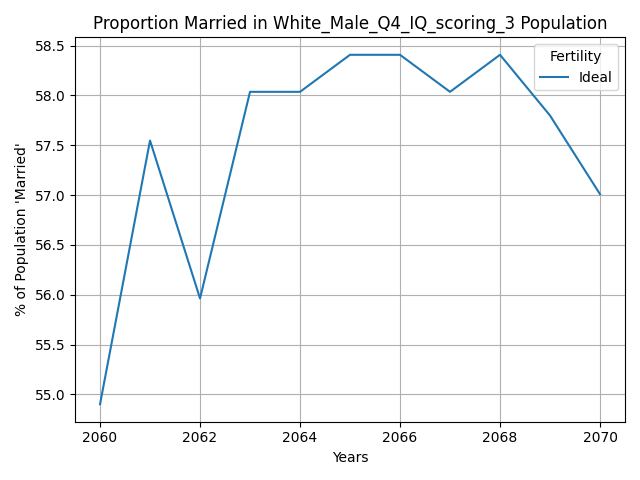 Proportion Married in White_Male_Q4_IQ_scoring_3 Population
% of Population 'Married'
58.5
58.0
57.5
57.0
56.5
56.0
55.5
55.0
Fertility
Ideal
2060 2062 2064 2066 2068 2070
Years